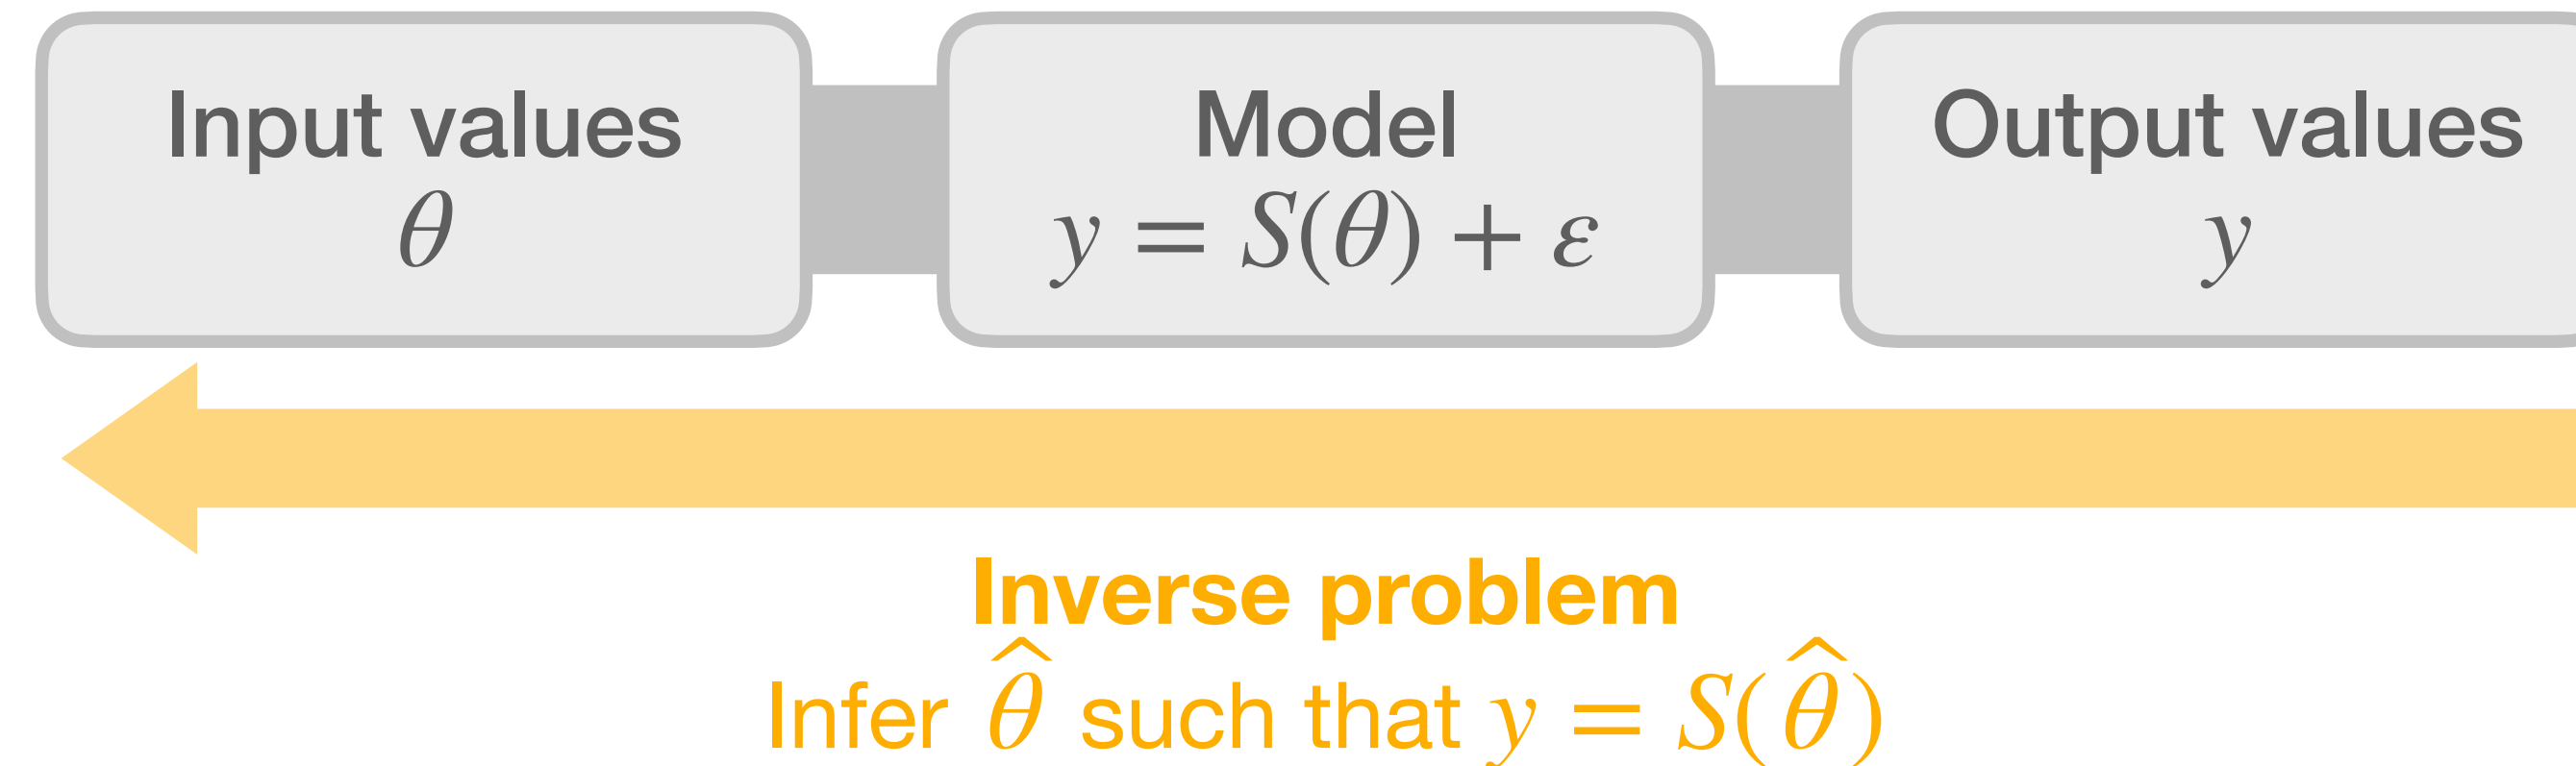 Input values
θ
Model
y = S(θ) + ε
Output values
y
Inverse problem
Infer θ̂ such that y = S(θ̂)